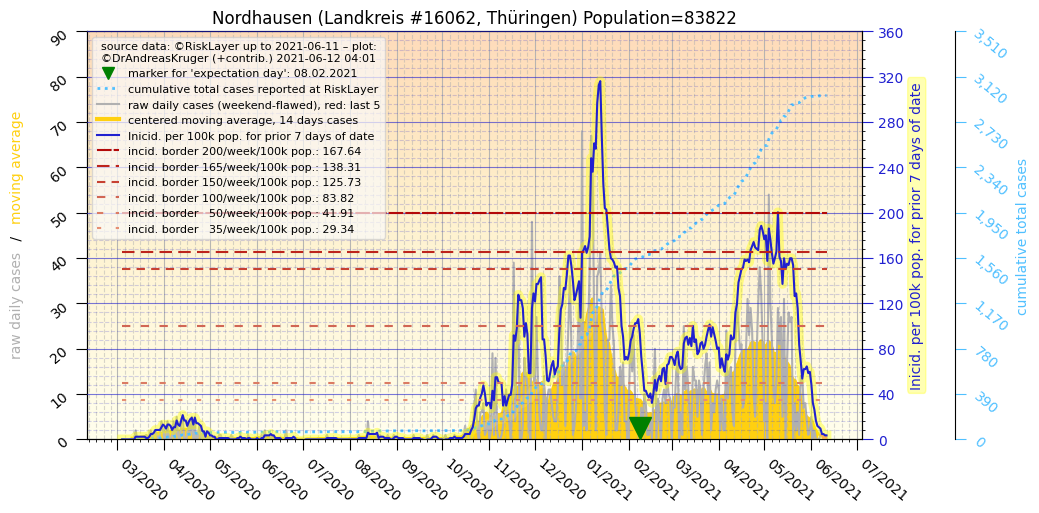 Nordhausen (Landkreis #16062, Thüringen) Population=83822
source data: ©RiskLayer up to 2021-06-11 – plot:
©DrAndreasKruger (+contrib.) 2021-06-12 04:01
marker for 'expectation day': 08.02.2021
cumulative total cases reported at RiskLayer
raw daily cases (weekend-flawed), red: last 5
centered moving average, 14 days cases
Inicid. per 100k pop. for prior 7 days of date
incid. border 200/week/100k pop.: 167.64
incid. border 165/week/100k pop.: 138.31
incid. border 150/week/100k pop.: 125.73
incid. border 100/week/100k pop.: 83.82
incid. border   50/week/100k pop.: 41.91
incid. border   35/week/100k pop.: 29.34
raw daily cases / moving average
90
80
70
60
50
40
30
20
10
0
03/2020
04/2020
05/2020
06/2020
07/2020
08/2020
09/2020
10/2020
11/2020
12/2020
01/2021
02/2021
03/2021
04/2021
05/2021
06/2021
07/2021
360
320
280
240
200
160
120
80
40
0
Inicid. per 100k pop. for prior 7 days of date
3,510
3,120
2,730
2,340
1,950
1,560
1,170
780
390
0
cumulative total cases